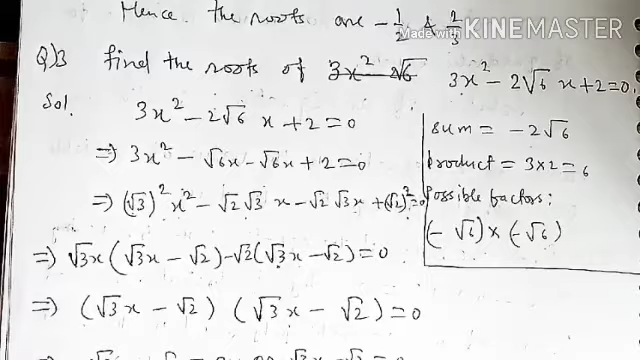 Hence the roots are -1/2 & 2/3
Made with KINEMASTER
Q)3 find the roots of 3x² - 2√6 3x² - 2√6 x + 2 = 0.
Sol.
3x² - 2√6 x + 2 = 0
⇒ 3x² - √6x - √6x + 2 = 0
⇒ (√3)² x² - √2√3 x - √2 √3x + (√2)² = 0
⇒ √3x (√3x - √2) - √2 (√3x - √2) = 0
⇒ (√3x - √2) (√3x - √2) = 0
sum = -2√6
product = 3×2 = 6
possible factors:
(-√6) × (-√6)